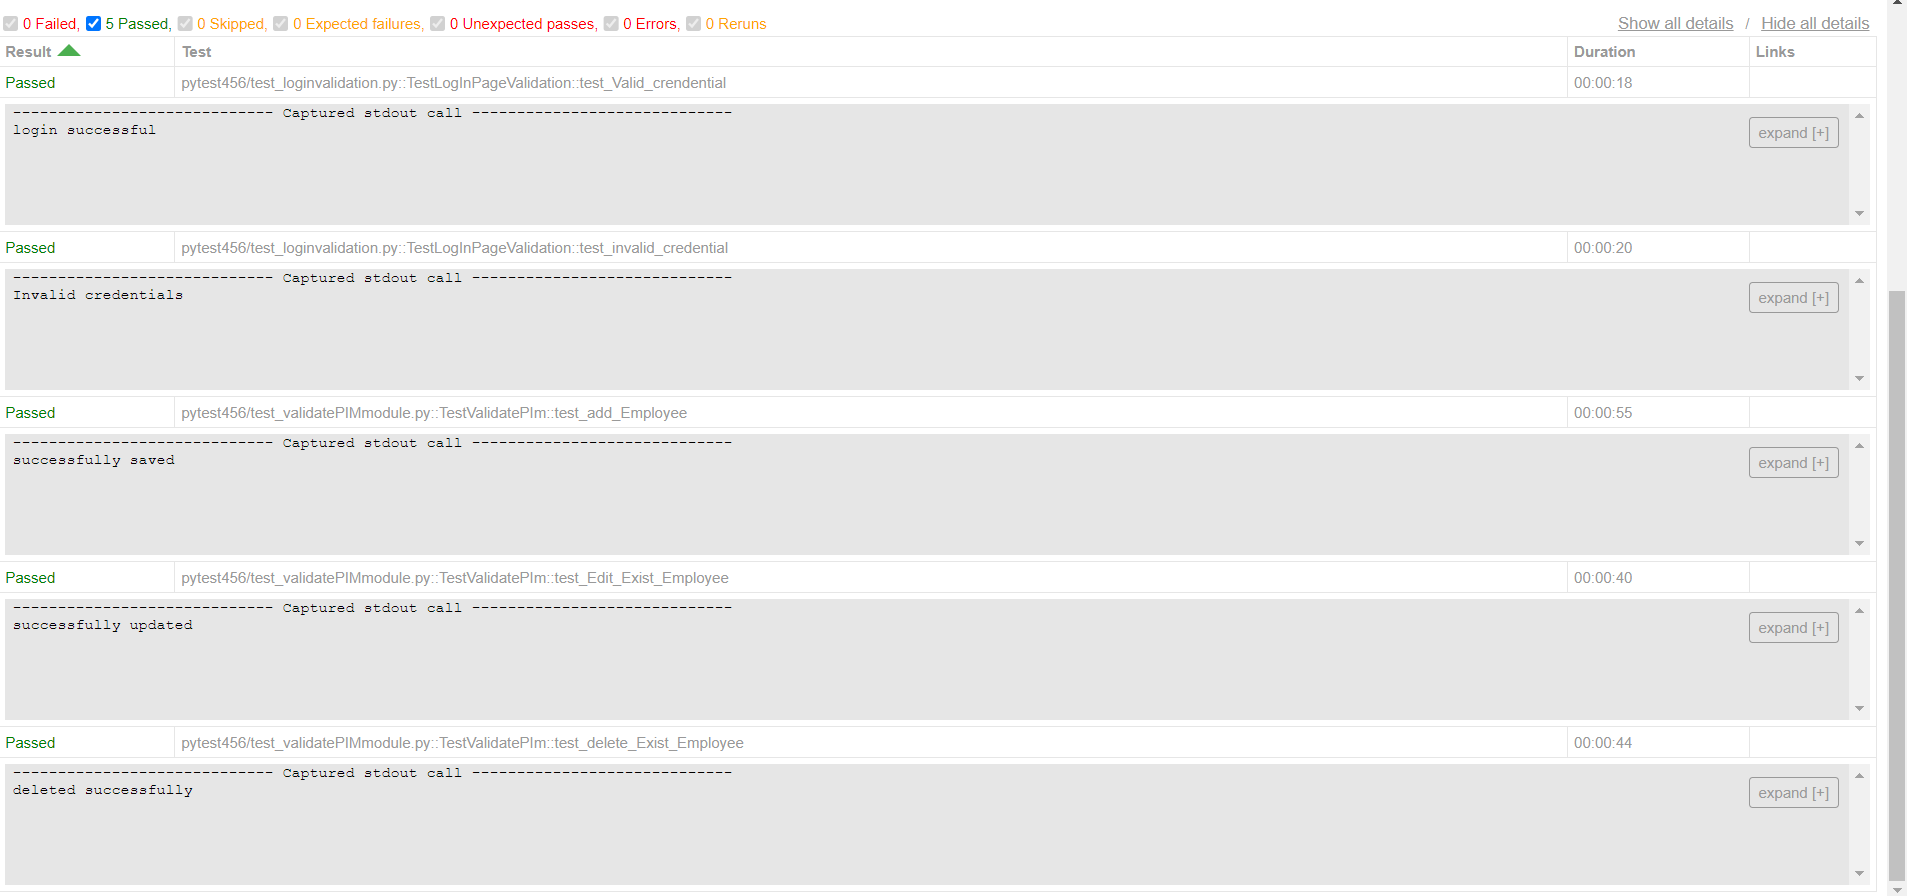 0 Failed, 5 Passed, 0 Skipped, 0 Expected failures, 0 Unexpected passes, 0 Errors, 0 Reruns Show all details / Hide all details
Result Test Duration Links
Passed pytest456/test_loginvalidation.py::TestLogInPageValidation::test_Valid_crendential 00:00:18
----------------------------- Captured stdout call -----------------------------
login successful
expand [+]
Passed pytest456/test_loginvalidation.py::TestLogInPageValidation::test_invalid_credential 00:00:20
----------------------------- Captured stdout call -----------------------------
Invalid credentials
expand [+]
Passed pytest456/test_validatePIMmodule.py::TestValidatePIm::test_add_Employee 00:00:55
----------------------------- Captured stdout call -----------------------------
successfully saved
expand [+]
Passed pytest456/test_validatePIMmodule.py::TestValidatePIm::test_Edit_Exist_Employee 00:00:40
----------------------------- Captured stdout call -----------------------------
successfully updated
expand [+]
Passed pytest456/test_validatePIMmodule.py::TestValidatePIm::test_delete_Exist_Employee 00:00:44
----------------------------- Captured stdout call -----------------------------
deleted successfully
expand [+]